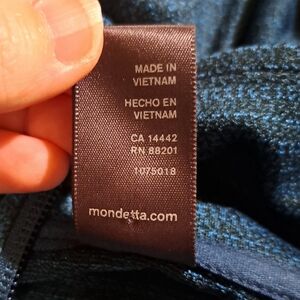 MADE IN
VIETNAM
HECHO EN
VIETNAM
CA 14442
RN 88201
1075018
mondetta.com